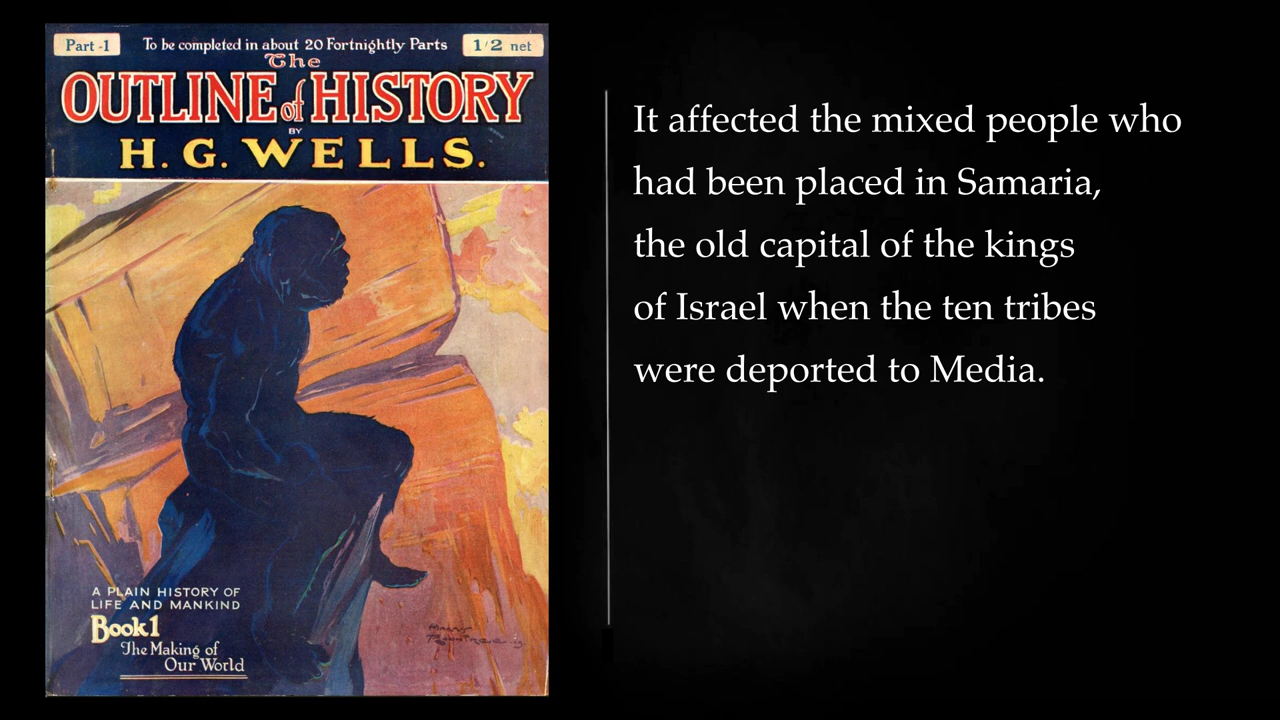 Part -1
To be completed in about 20 Fortnightly Parts
1/2 net
The
OUTLINE of HISTORY
BY
H. G. WELLS.
A PLAIN HISTORY OF
LIFE AND MANKIND
Book 1
The Making of
Our World
It affected the mixed people who
had been placed in Samaria,
the old capital of the kings
of Israel when the ten tribes
were deported to Media.